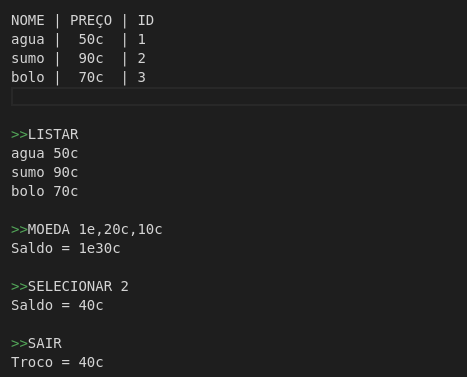 NOME | PREÇO | ID
agua |  50c  | 1
sumo |  90c  | 2
bolo |  70c  | 3
>>LISTAR
agua 50c
sumo 90c
bolo 70c
>>MOEDA 1e,20c,10c
Saldo = 1e30c
>>SELECIONAR 2
Saldo = 40c
>>SAIR
Troco = 40c